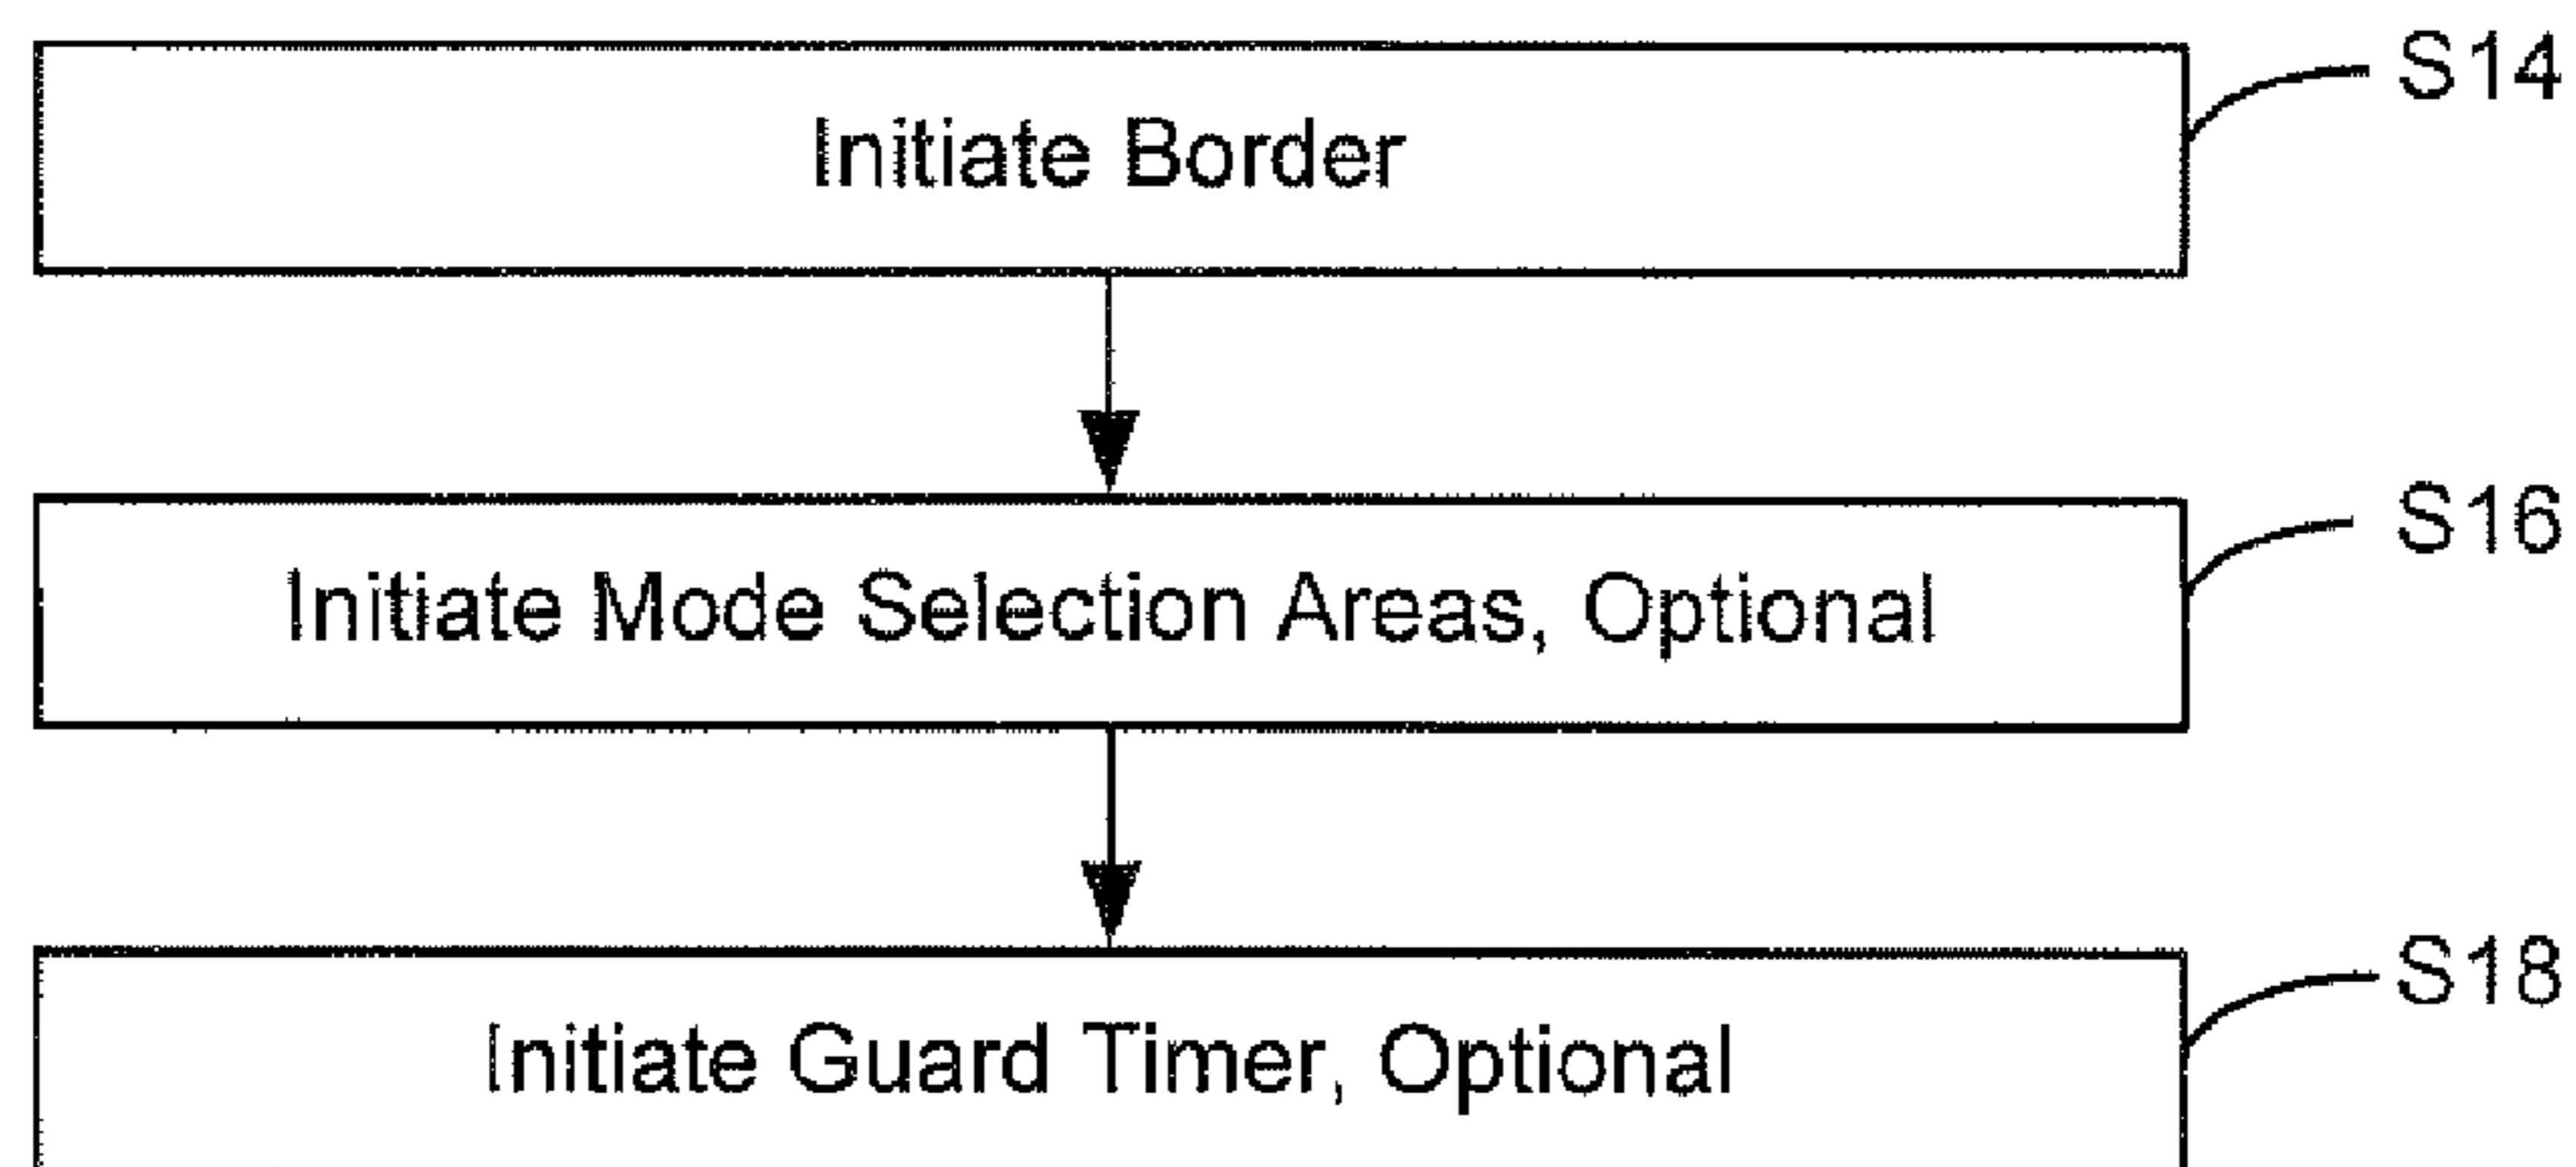 S14
Initiate Border
S16
Initiate Mode Selection Areas, Optional
S18
Initiate Guard Timer, Optional